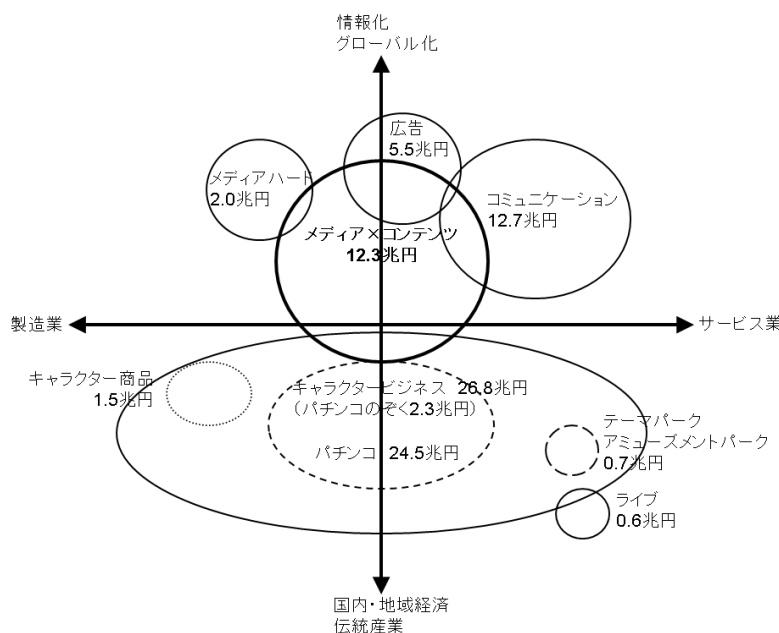 情報化
グローバル化
広告
5.5兆円
メディアハード
2.0兆円
コミュニケーション
12.7兆円
メディア×コンテンツ
12.3兆円
製造業
サービス業
キャラクター商品
1.5兆円
キャラクタービジネス 26.8兆円
（パチンコのぞく2.3兆円）
パチンコ 24.5兆円
テーマパーク
アミューズメントパーク
0.7兆円
ライブ
0.6兆円
国内・地域経済
伝統産業